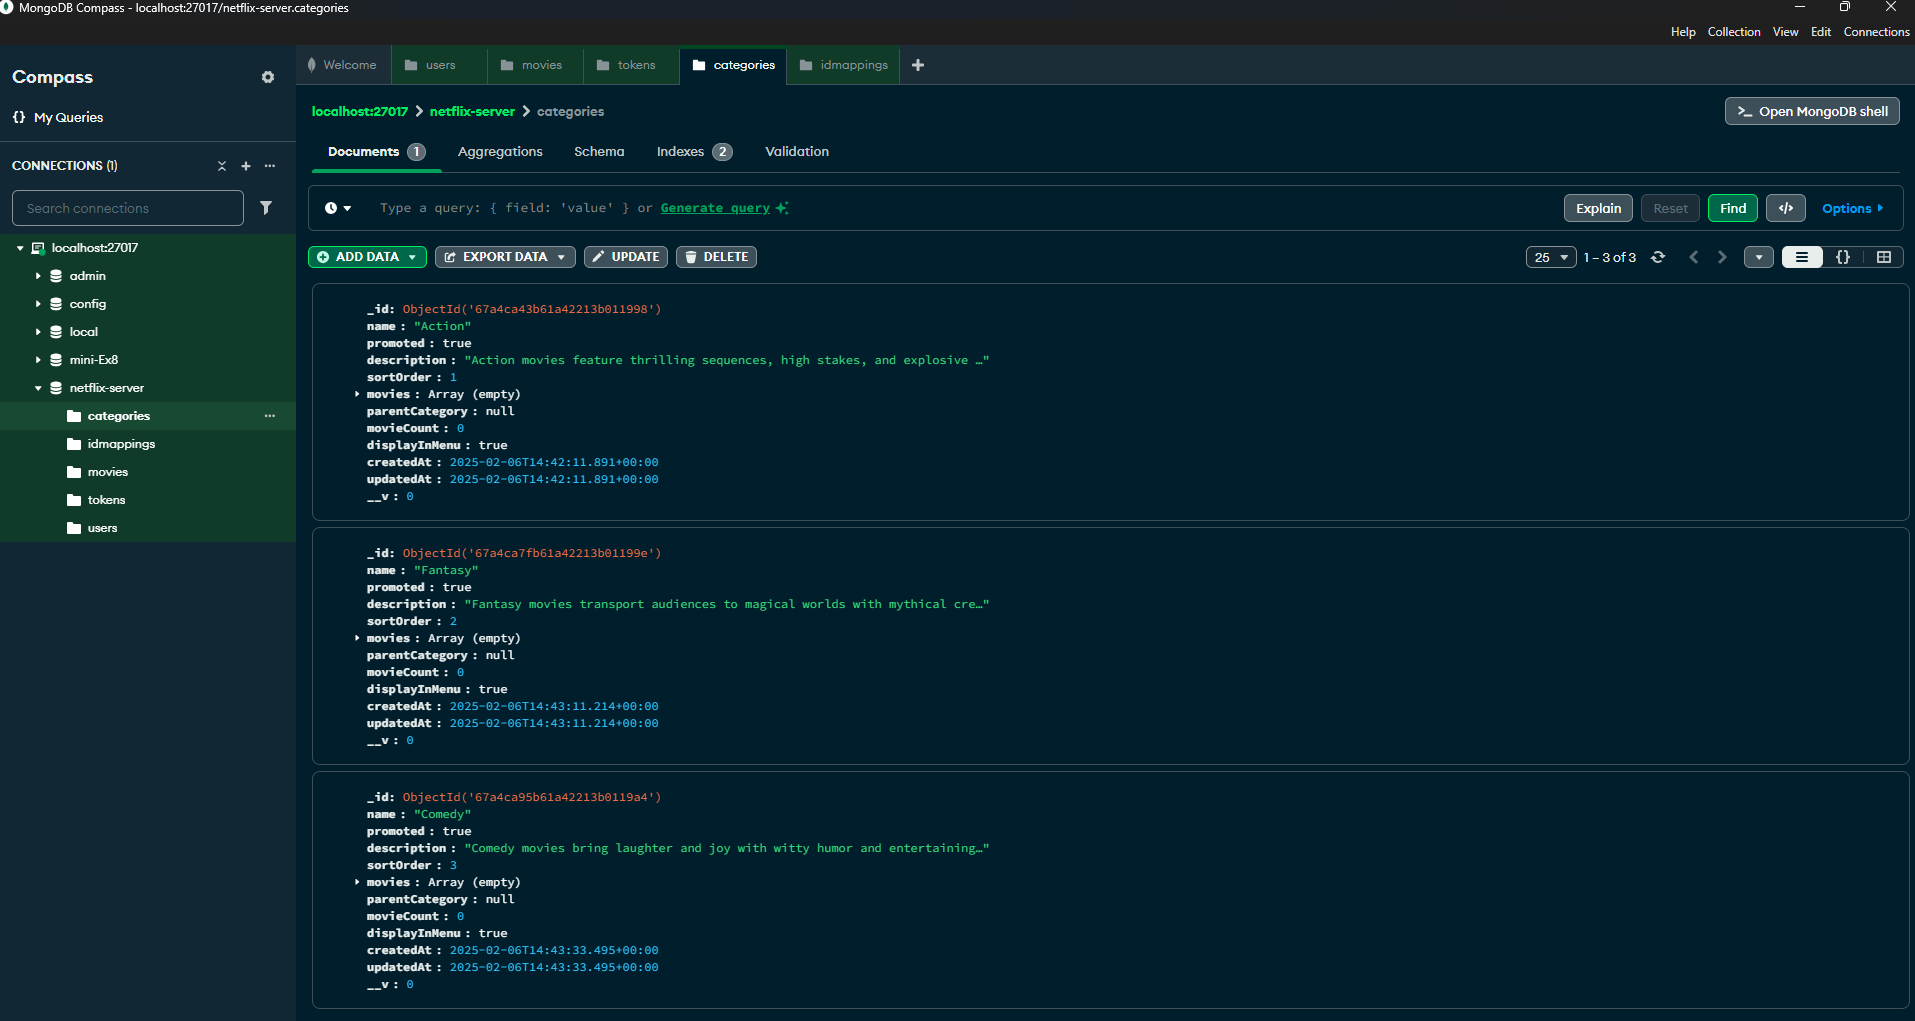 MongoDB Compass - localhost:27017/netflix-server.categories
Help Collection View Edit Connections
Compass
{} My Queries
CONNECTIONS (1)
Search connections
localhost:27017
admin
config
local
mini-Ex8
netflix-server
categories
idmappings
movies
tokens
users
Welcome users movies tokens categories idmappings
localhost:27017 > netflix-server > categories
>_ Open MongoDB shell
Documents 1 Aggregations Schema Indexes 2 Validation
Type a query: { field: 'value' } or Generate query
Explain Reset Find </> Options
ADD DATA EXPORT DATA UPDATE DELETE
25 1 – 3 of 3 {}
_id: ObjectId('67a4ca43b61a42213b011998')
name : "Action"
promoted : true
description : "Action movies feature thrilling sequences, high stakes, and explosive …"
sortOrder : 1
movies : Array (empty)
parentCategory : null
movieCount : 0
displayInMenu : true
createdAt : 2025-02-06T14:42:11.891+00:00
updatedAt : 2025-02-06T14:42:11.891+00:00
__v : 0
_id: ObjectId('67a4ca7fb61a42213b01199e')
name : "Fantasy"
promoted : true
description : "Fantasy movies transport audiences to magical worlds with mythical cre…"
sortOrder : 2
movies : Array (empty)
parentCategory : null
movieCount : 0
displayInMenu : true
createdAt : 2025-02-06T14:43:11.214+00:00
updatedAt : 2025-02-06T14:43:11.214+00:00
__v : 0
_id: ObjectId('67a4ca95b61a42213b0119a4')
name : "Comedy"
promoted : true
description : "Comedy movies bring laughter and joy with witty humor and entertaining…"
sortOrder : 3
movies : Array (empty)
parentCategory : null
movieCount : 0
displayInMenu : true
createdAt : 2025-02-06T14:43:33.495+00:00
updatedAt : 2025-02-06T14:43:33.495+00:00
__v : 0